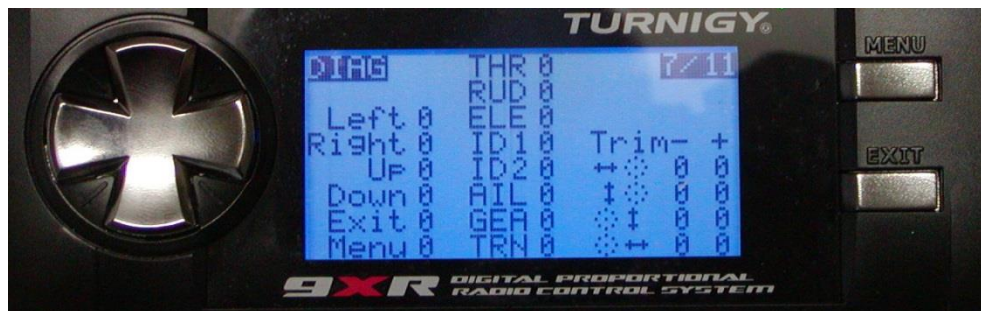 TURNIGY®
MENU
EXIT
DIAG THR 0 7/11
RUD 0
Left 0 ELE 0
Right 0 ID1 0 Trim- +
Up 0 ID2 0 ↔ 0 0
Down 0 AIL 0 ↕ 0 0
Exit 0 GEA 0 ↕ 0 0
Menu 0 TRN 0 ↔ 0 0
9XR DIGITAL PROPORTIONAL
RADIO CONTROL SYSTEM